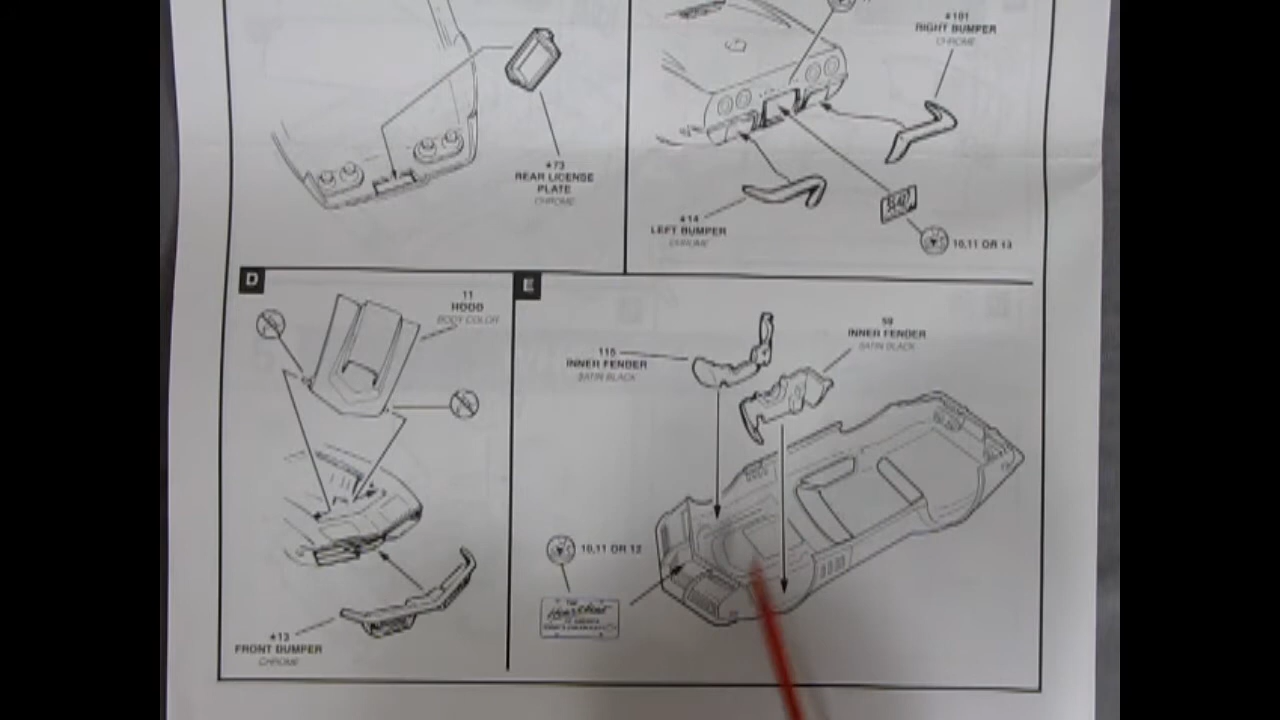 ★73
REAR LICENSE
PLATE
CHROME
★101
RIGHT BUMPER
CHROME
★14
LEFT BUMPER
CHROME
10,11 OR 13
D
11
HOOD
BODY COLOR
★13
FRONT BUMPER
CHROME
E
115
INNER FENDER
SATIN BLACK
59
INNER FENDER
SATIN BLACK
10,11 OR 12
THE